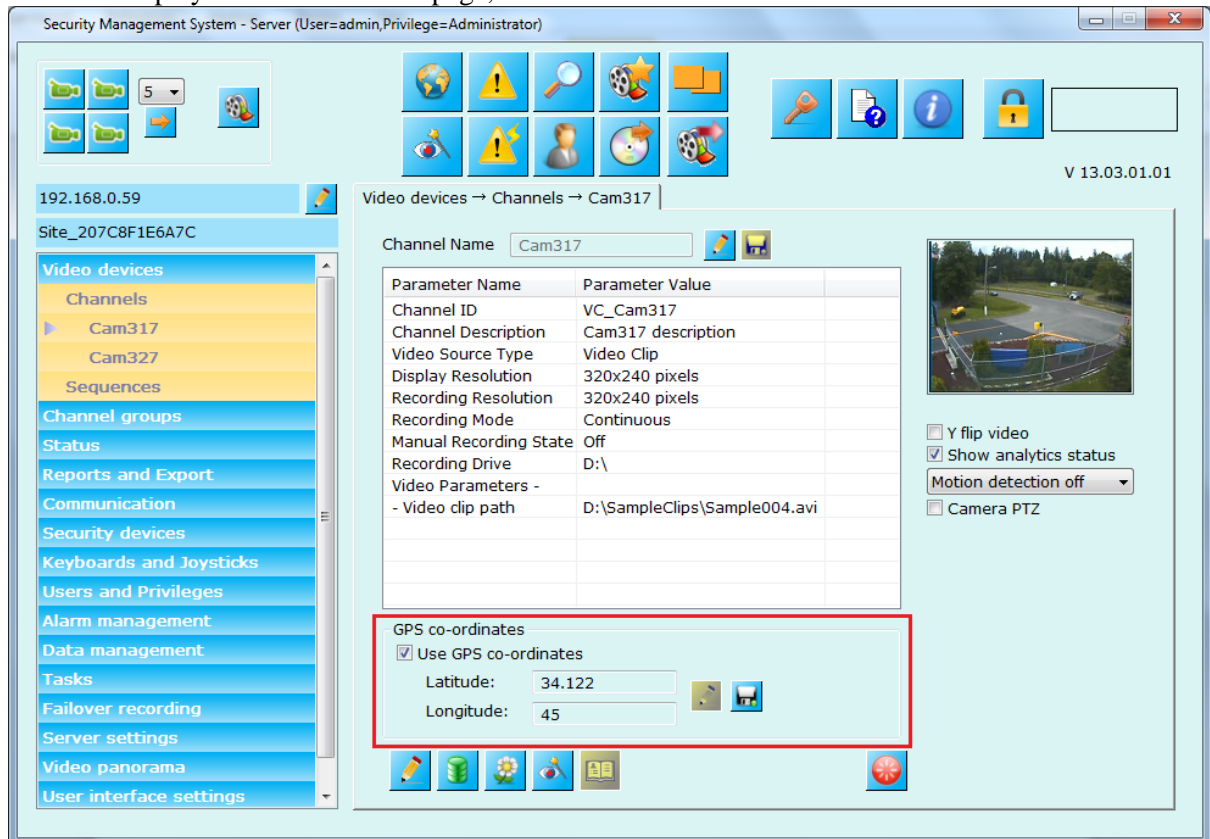 Security Management System - Server (User=admin,Privilege=Administrator)
5
V 13.03.01.01
192.168.0.59
Site_207C8F1E6A7C
Video devices
Channels
Cam317
Cam327
Sequences
Channel groups
Status
Reports and Export
Communication
Security devices
Keyboards and Joysticks
Users and Privileges
Alarm management
Data management
Tasks
Failover recording
Server settings
Video panorama
User interface settings
Video devices → Channels → Cam317
Channel Name Cam317
Parameter Name Parameter Value
Channel ID VC_Cam317
Channel Description Cam317 description
Video Source Type Video Clip
Display Resolution 320x240 pixels
Recording Resolution 320x240 pixels
Recording Mode Continuous
Manual Recording State Off
Recording Drive D:\
Video Parameters -
- Video clip path D:\SampleClips\Sample004.avi
GPS co-ordinates
Use GPS co-ordinates
Latitude: 34.122
Longitude: 45
Y flip video
Show analytics status
Motion detection off
Camera PTZ